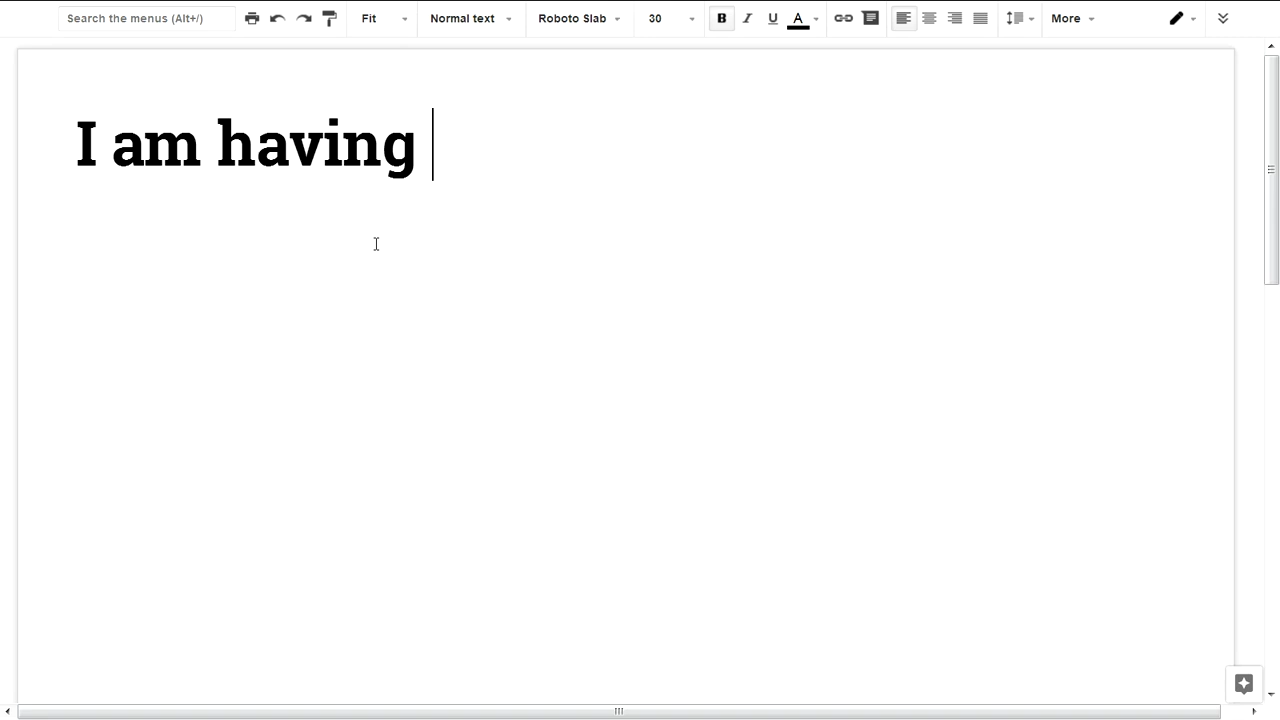 Search the menus (Alt+/) Fit Normal text Roboto Slab 30 B I U A More
I am having